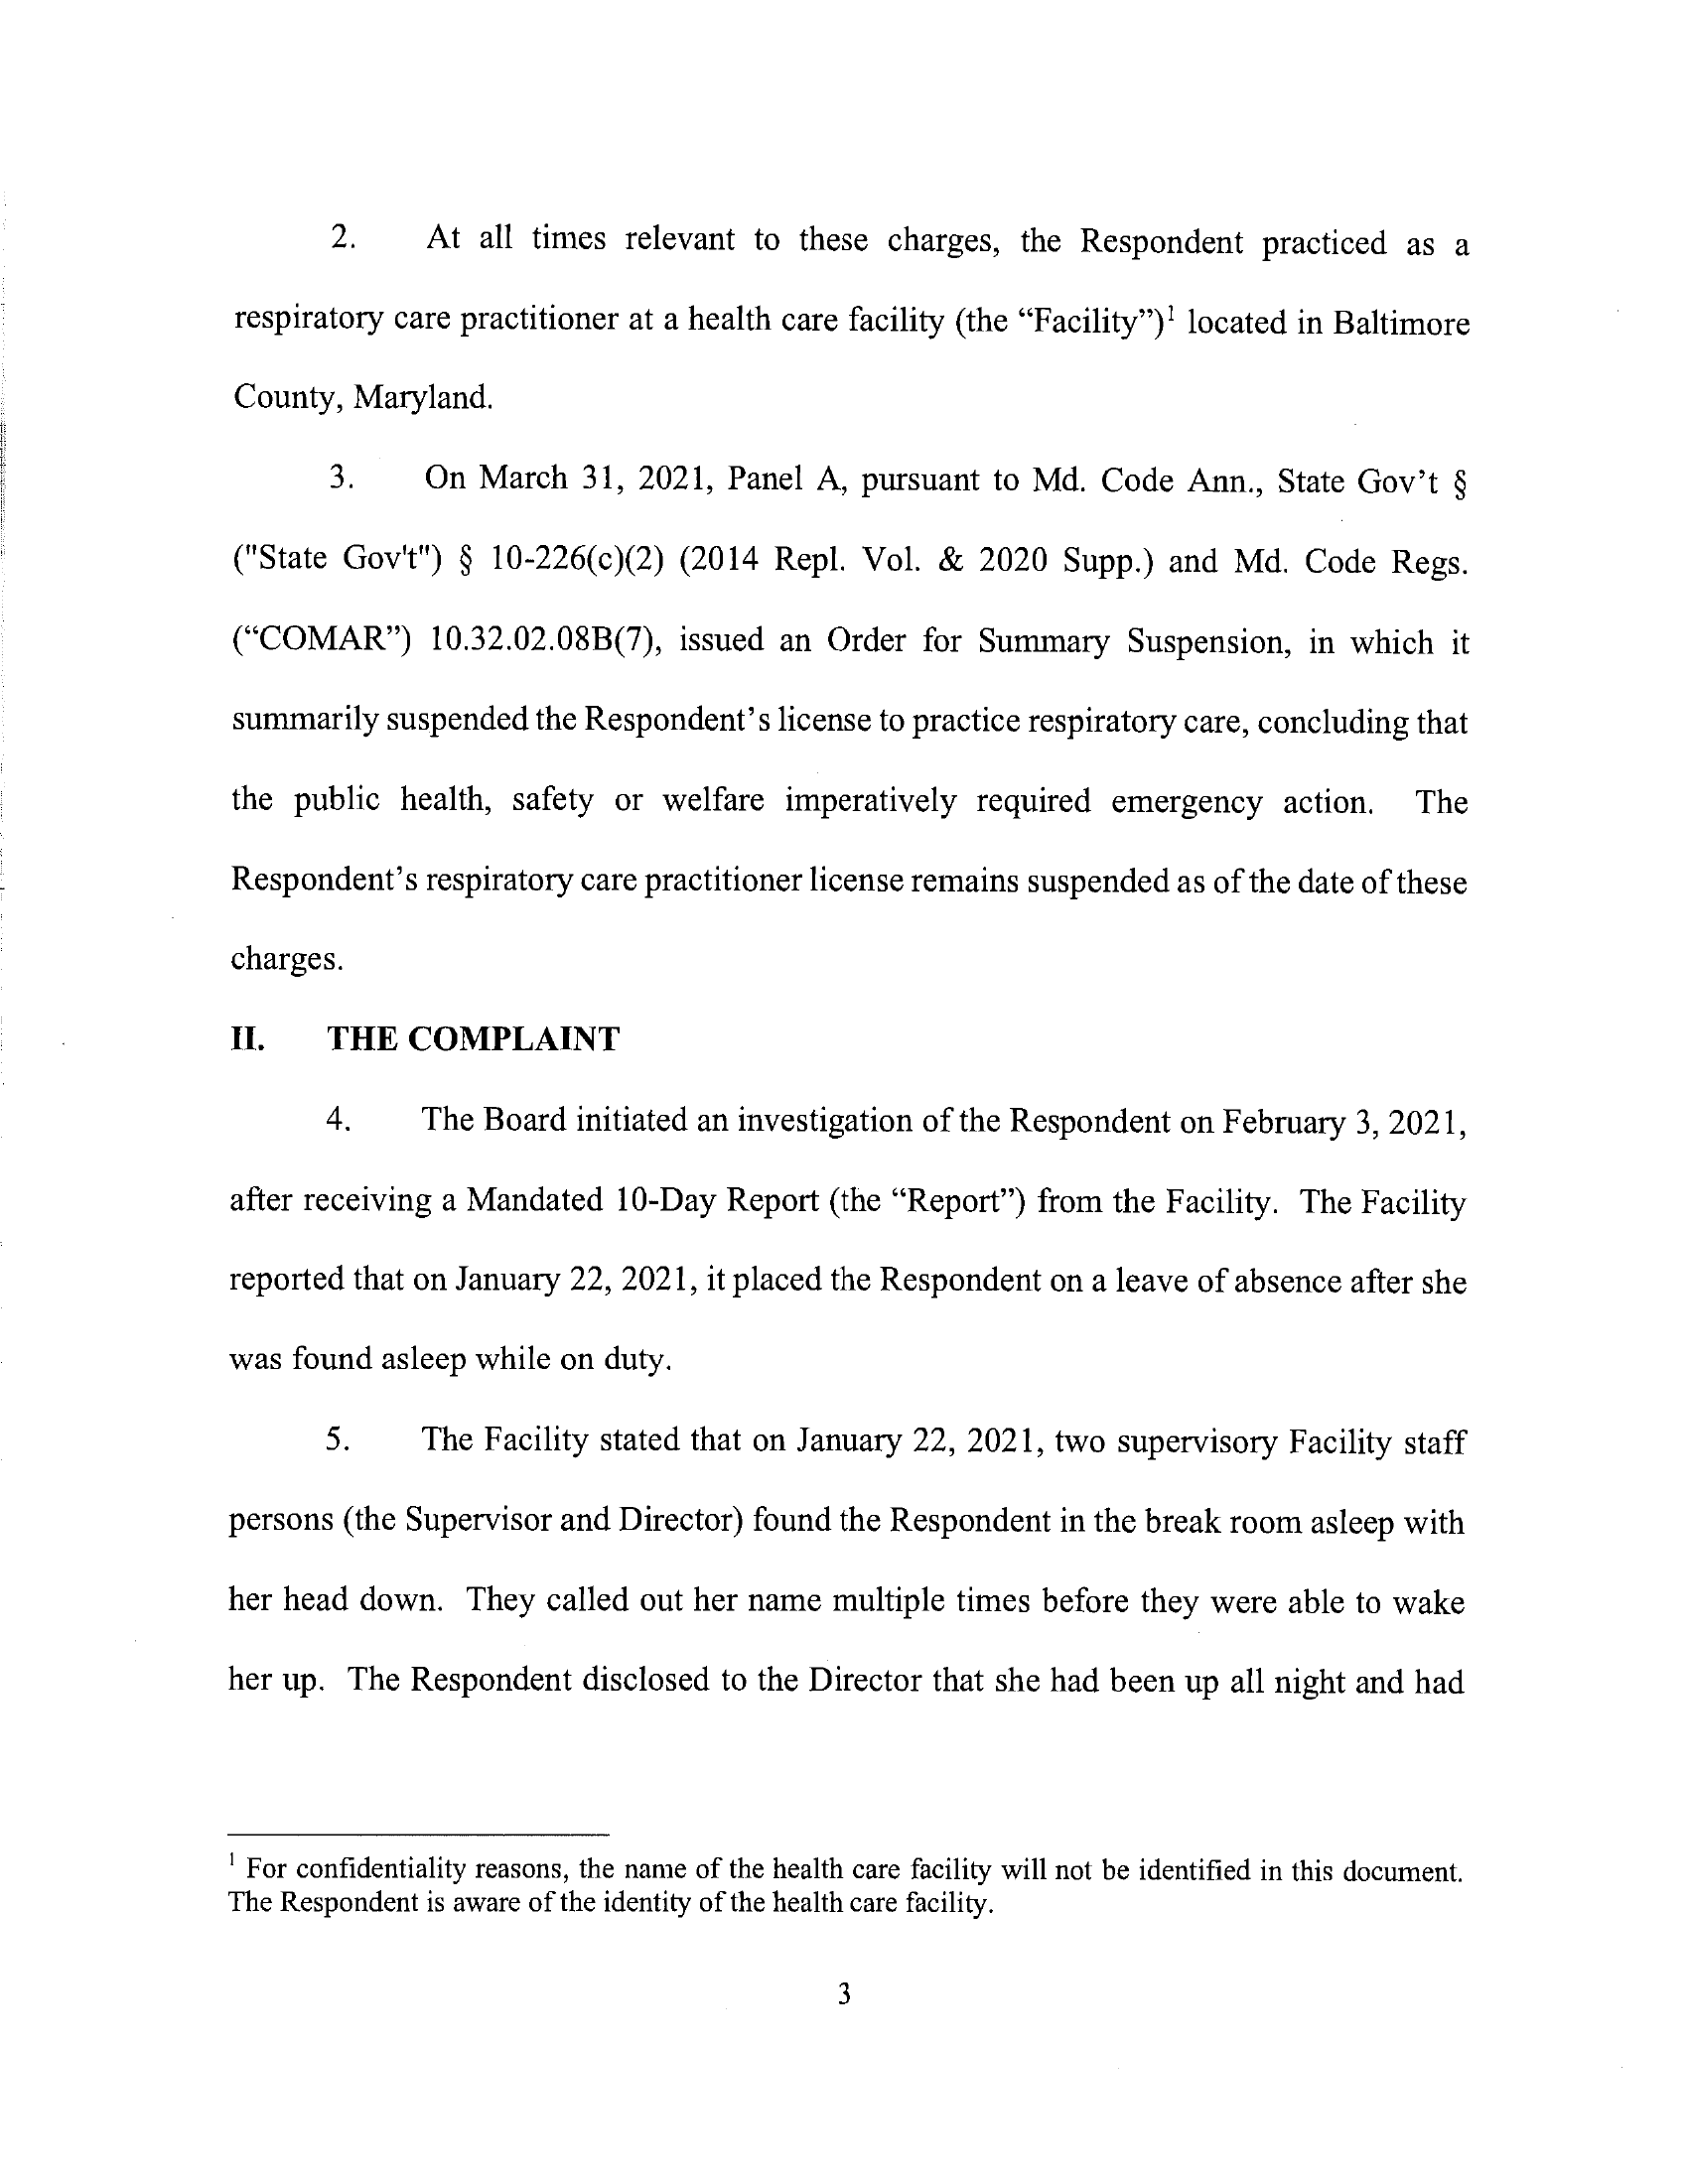 2. At all times relevant to these charges, the Respondent practiced as a
respiratory care practitioner at a health care facility (the “Facility”)¹ located in Baltimore
County, Maryland.
3. On March 31, 2021, Panel A, pursuant to Md. Code Ann., State Gov’t §
("State Gov't") § 10-226(c)(2) (2014 Repl. Vol. & 2020 Supp.) and Md. Code Regs.
(“COMAR”) 10.32.02.08B(7), issued an Order for Summary Suspension, in which it
summarily suspended the Respondent’s license to practice respiratory care, concluding that
the public health, safety or welfare imperatively required emergency action. The
Respondent’s respiratory care practitioner license remains suspended as of the date of these
charges.
II. THE COMPLAINT
4. The Board initiated an investigation of the Respondent on February 3, 2021,
after receiving a Mandated 10-Day Report (the “Report”) from the Facility. The Facility
reported that on January 22, 2021, it placed the Respondent on a leave of absence after she
was found asleep while on duty.
5. The Facility stated that on January 22, 2021, two supervisory Facility staff
persons (the Supervisor and Director) found the Respondent in the break room asleep with
her head down. They called out her name multiple times before they were able to wake
her up. The Respondent disclosed to the Director that she had been up all night and had
¹ For confidentiality reasons, the name of the health care facility will not be identified in this document.
The Respondent is aware of the identity of the health care facility.
3